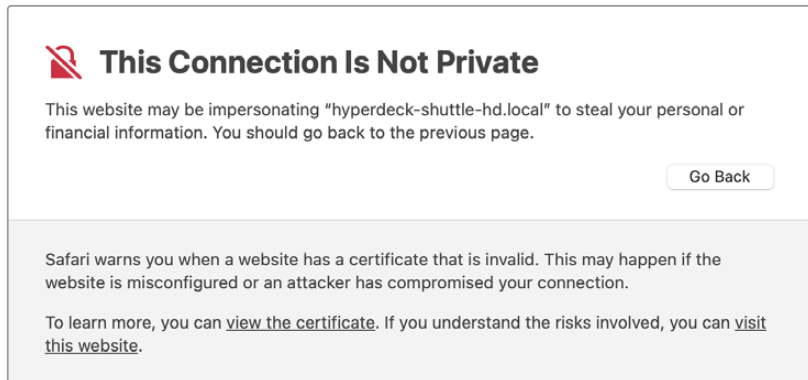 This Connection Is Not Private
This website may be impersonating “hyperdeck-shuttle-hd.local” to steal your personal or
financial information. You should go back to the previous page.
Go Back
Safari warns you when a website has a certificate that is invalid. This may happen if the
website is misconfigured or an attacker has compromised your connection.
To learn more, you can view the certificate. If you understand the risks involved, you can visit
this website.